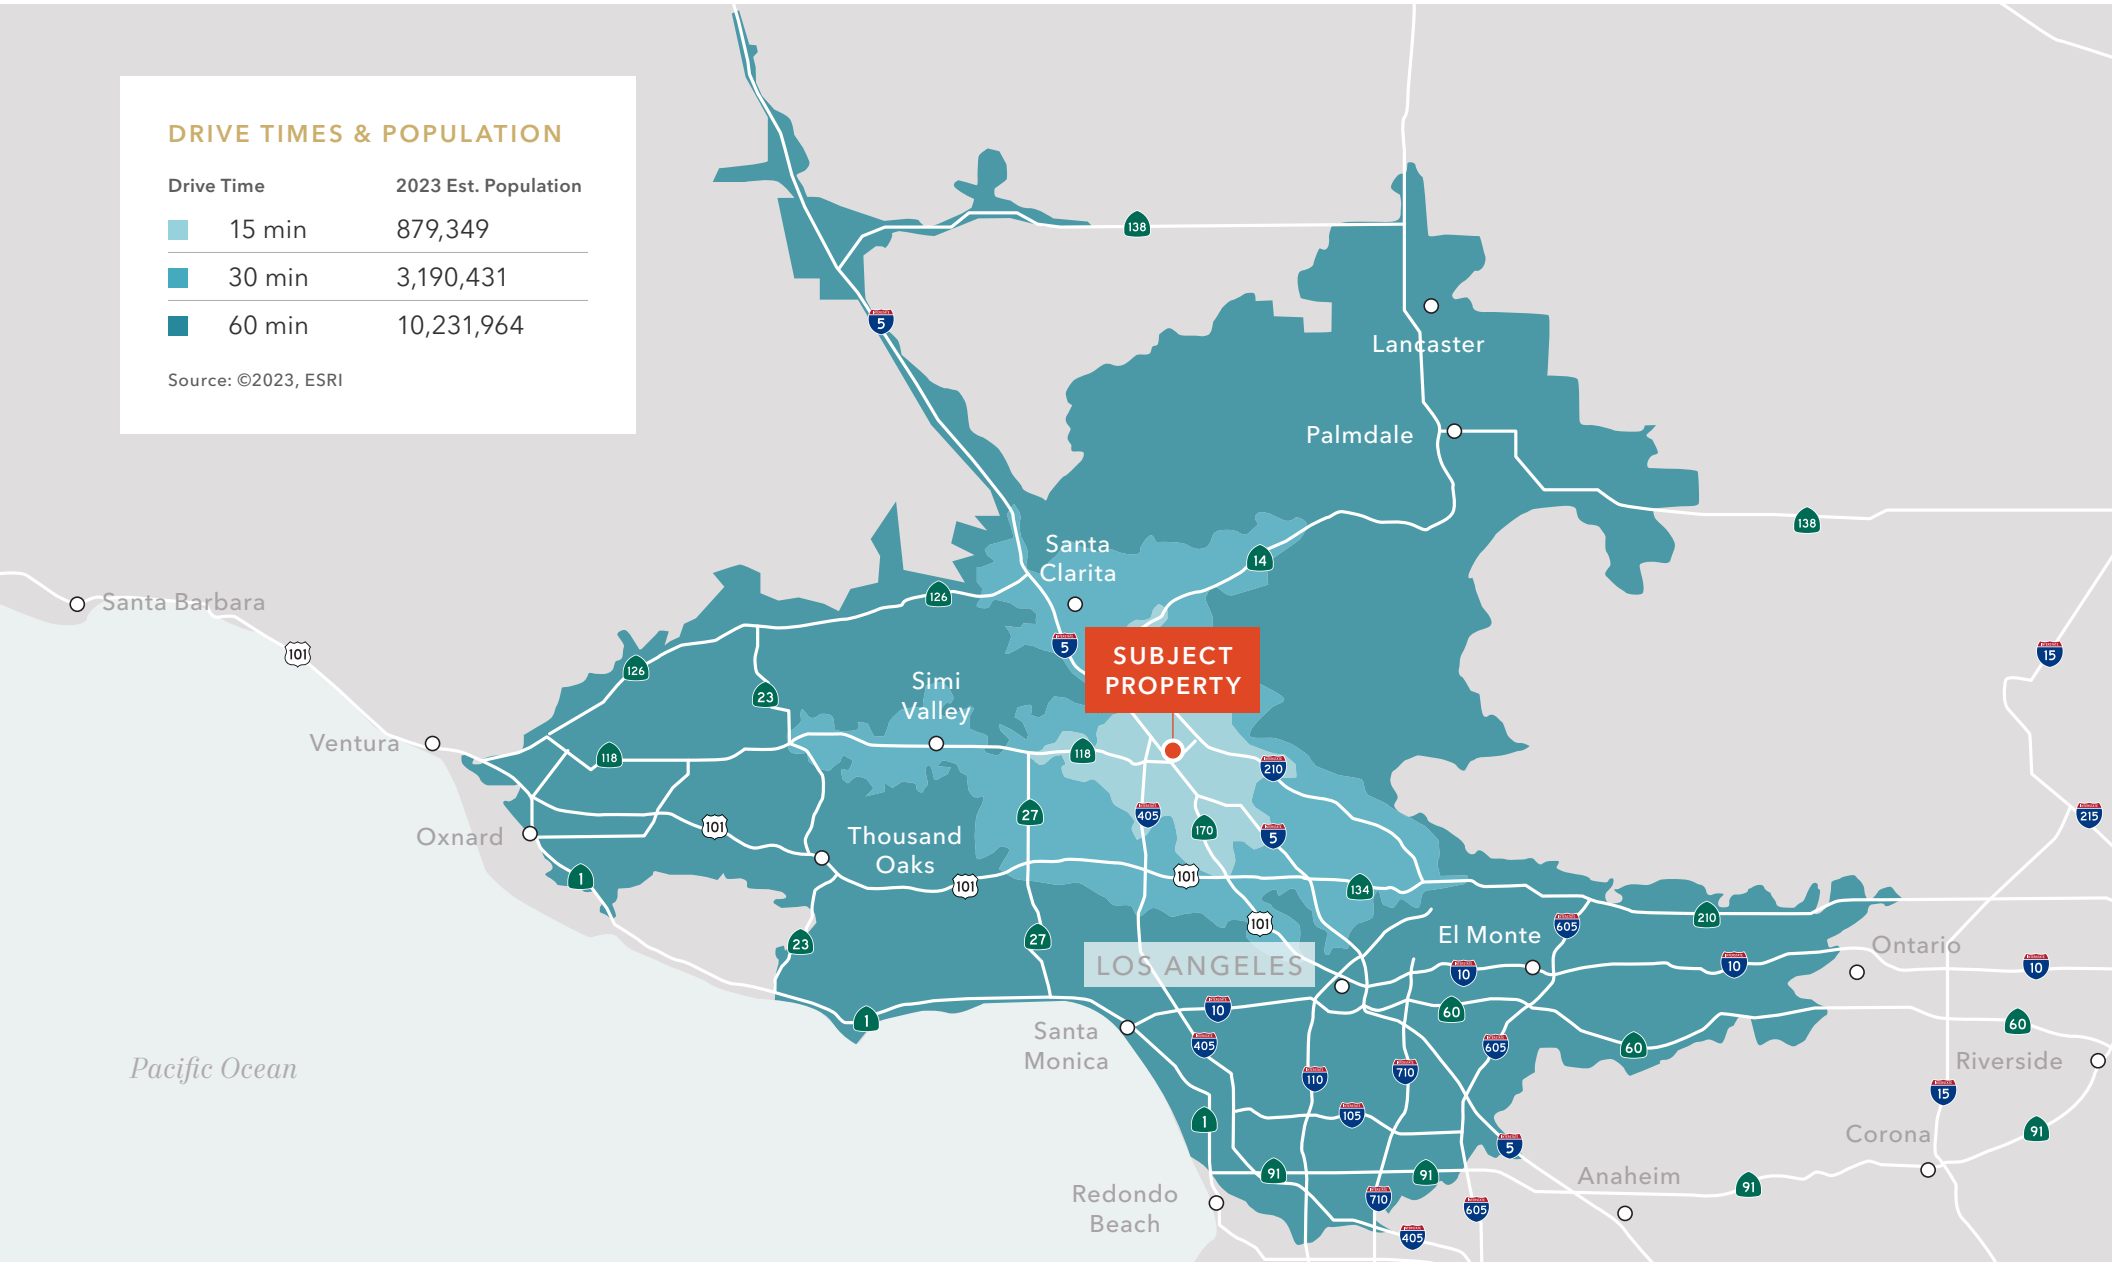 DRIVE TIMES & POPULATION
Drive Time 2023 Est. Population
15 min 879,349
30 min 3,190,431
60 min 10,231,964
Source: ©2023, ESRI
138
5
Lancaster
Palmdale
138
Santa
Clarita
14
126
Santa Barbara
101
5
15
SUBJECT
PROPERTY
126
23
Simi
Valley
Ventura
118
118
210
27
405
170
5
215
101
Oxnard
Thousand
Oaks
1
101
101
134
23
27
101
El Monte
605
210
Ontario
LOS ANGELES
10
10
10
10
60
60
60
1
Santa
Monica
405
605
Riverside
Pacific Ocean
110
710
105
15
1
5
Corona
91
91
91
Anaheim
91
Redondo
Beach
710
605
405